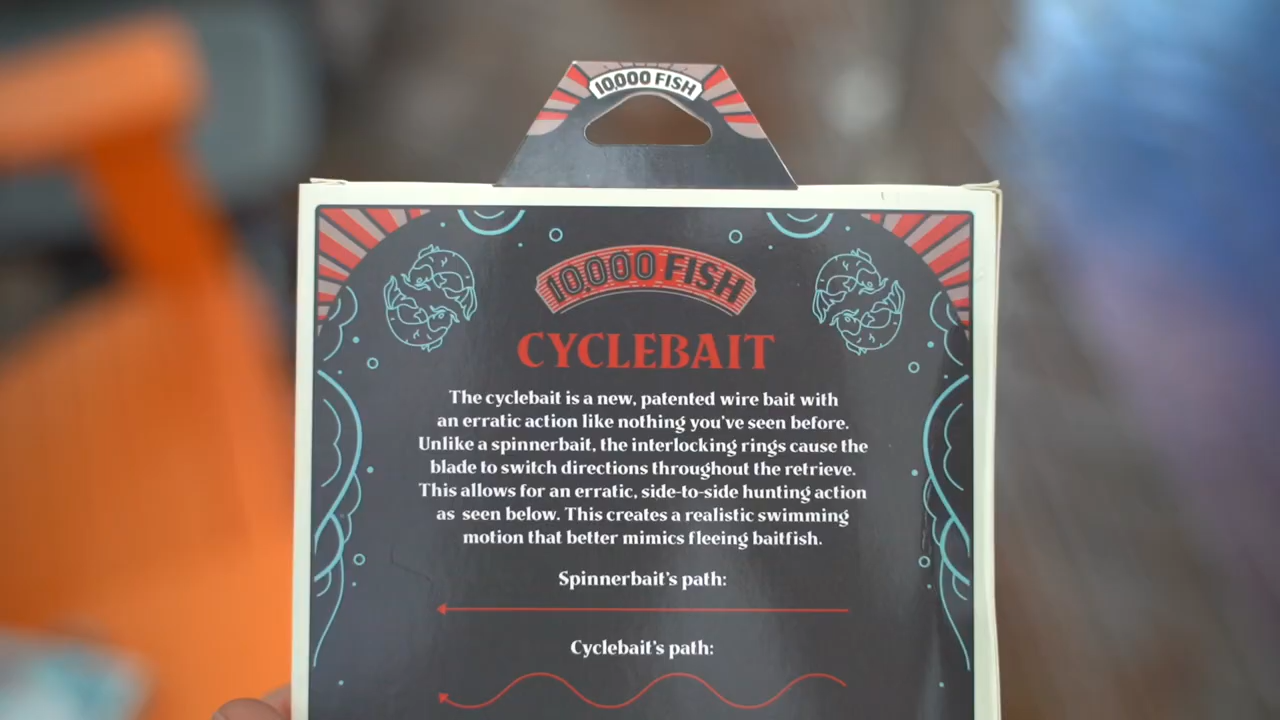 10,000 FISH
10,000 FISH
CYCLEBAIT
The cyclebait is a new, patented wire bait with
an erratic action like nothing you've seen before.
Unlike a spinnerbait, the interlocking rings cause the
blade to switch directions throughout the retrieve.
This allows for an erratic, side-to-side hunting action
as seen below. This creates a realistic swimming
motion that better mimics fleeing baitfish.
Spinnerbait's path:
Cyclebait's path: